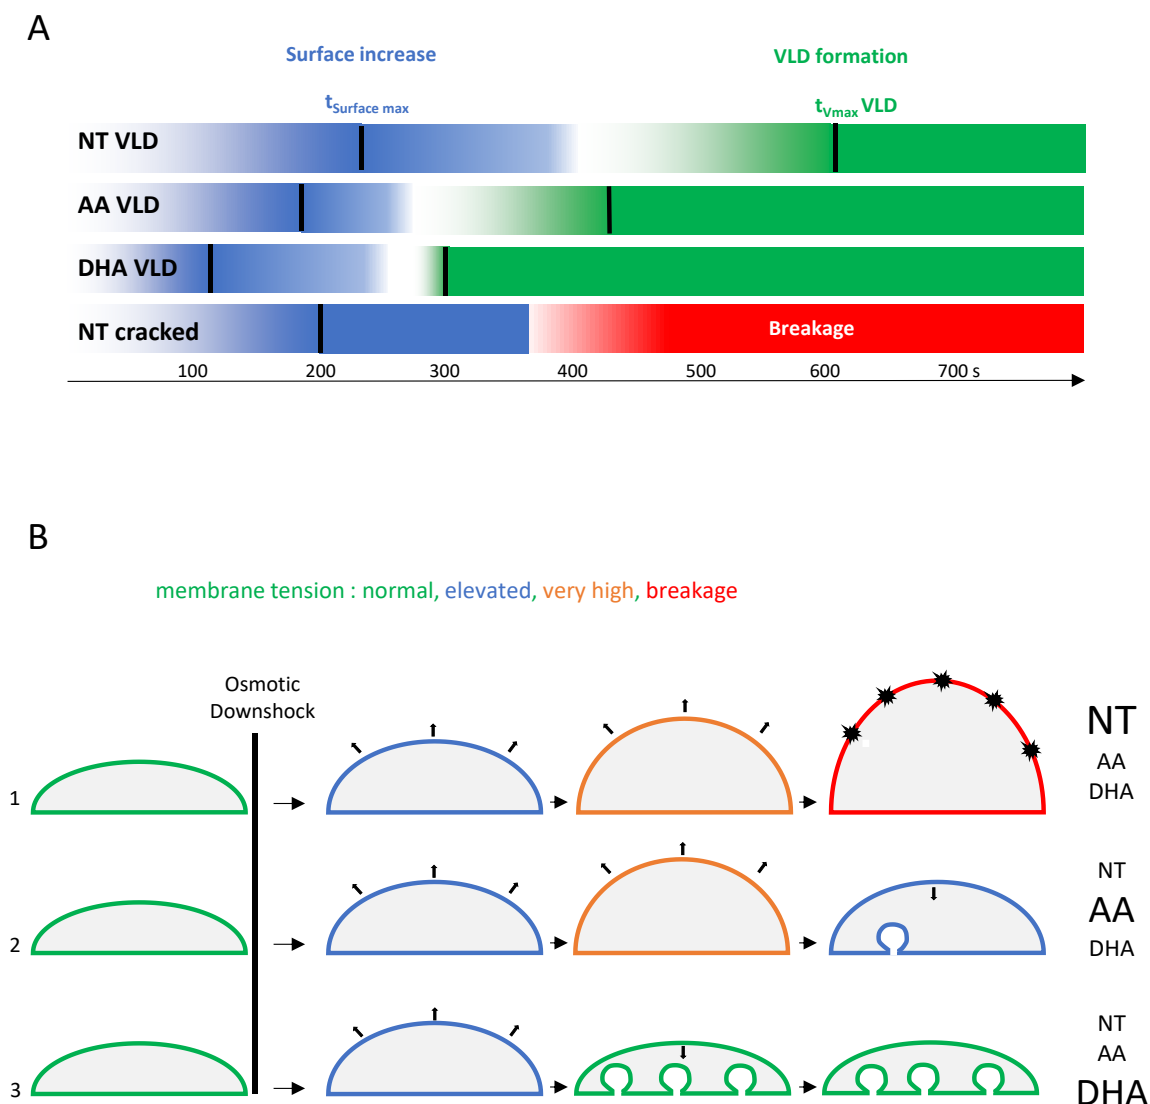 A
Surface increase
VLD formation
tSurface max
tVmax VLD
NT VLD
AA VLD
DHA VLD
NT cracked
Breakage
100 200 300 400 500 600 700 s
B
membrane tension : normal, elevated, very high, breakage
Osmotic
Downshock
1
NT
AA
DHA
2
NT
AA
DHA
3
NT
AA
DHA